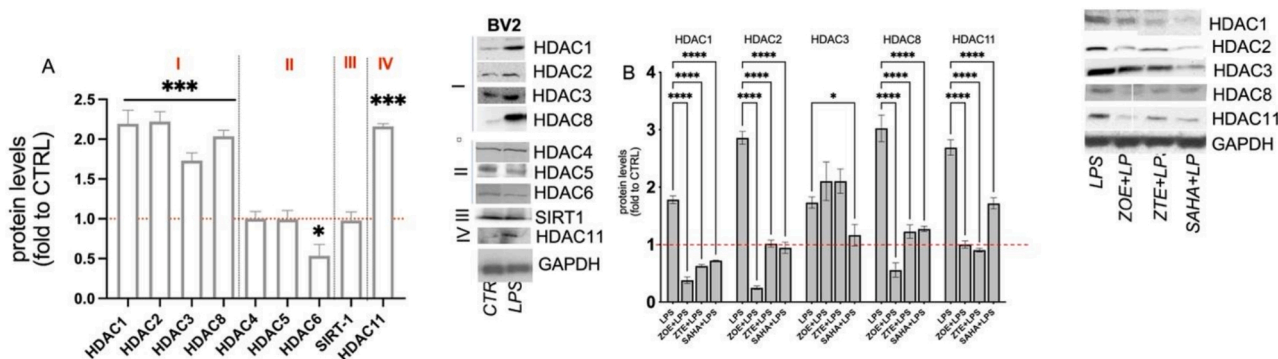 A
I
II
III
IV
***
***
*
protein levels
(fold to CTRL)
2.5
2.0
1.5
1.0
0.5
0.0
HDAC1
HDAC2
HDAC3
HDAC8
HDAC4
HDAC5
HDAC6
SIRT-1
HDAC11
BV2
I
HDAC1
HDAC2
HDAC3
HDAC8
II
HDAC4
HDAC5
HDAC6
III
SIRT1
IV
HDAC11
GAPDH
CTR
LPS
B
HDAC1
HDAC2
HDAC3
HDAC8
HDAC11
****
****
****
****
****
****
*
****
****
****
****
****
****
protein levels
(fold to CTRL)
4
3
2
1
0
LPS
ZOE+LPS
ZTE+LPS
SAHA+LPS
LPS
ZOE+LPS
ZTE+LPS
SAHA+LPS
LPS
ZOE+LPS
ZTE+LPS
SAHA+LPS
LPS
ZOE+LPS
ZTE+LPS
SAHA+LPS
LPS
ZOE+LPS
ZTE+LPS
SAHA+LPS
HDAC1
HDAC2
HDAC3
HDAC8
HDAC11
GAPDH
LPS
ZOE+LP
ZTE+LP
SAHA+LP